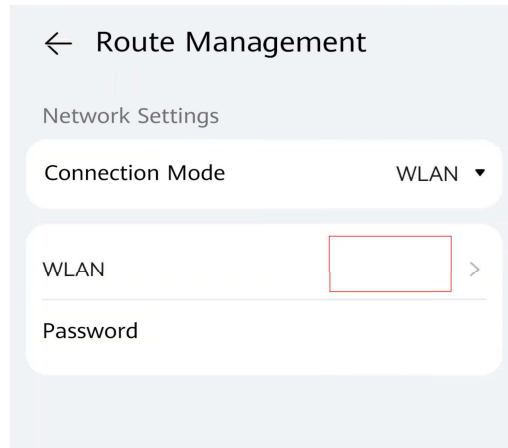 Route Management
Network Settings
Connection Mode WLAN
WLAN
Password